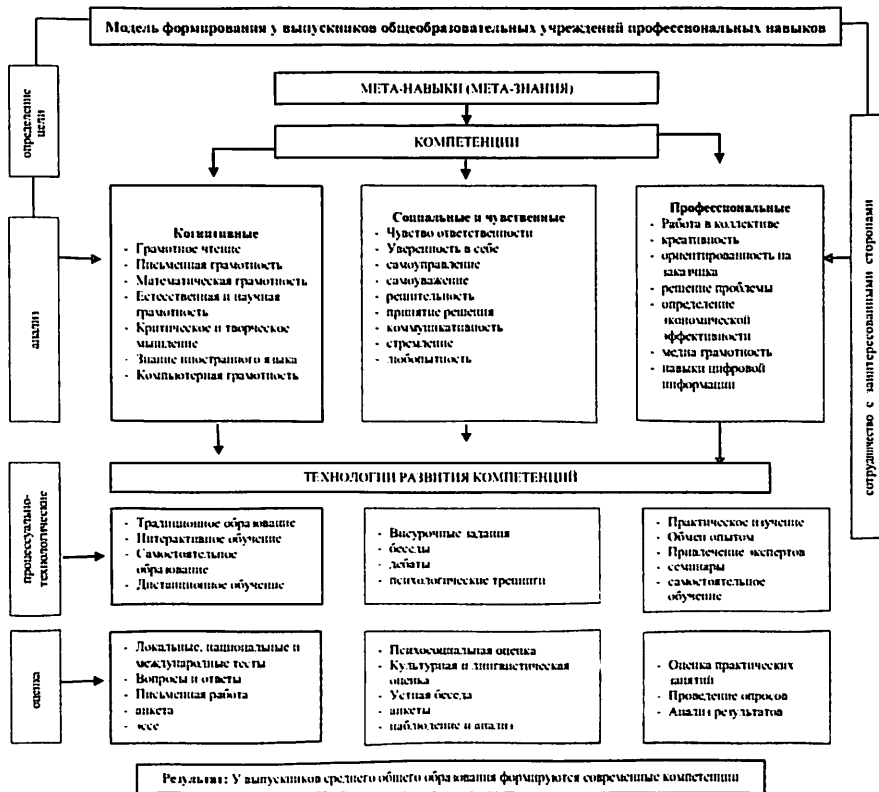 Модель формирования у выпускников общеобразовательных учреждений профессиональных навыков
определение
цели
МЕТА-НАВЫКИ (МЕТА-ЗНАНИЯ)
КОМПЕТЕНЦИИ
анализ
Когнитивные
- Грамотное чтение
- Письменная грамотность
- Математическая грамотность
- Естественная и научная
грамотность
- Критическое и творческое
мышление
- Знание иностранного языка
- Компьютерная грамотность
Социальные и чувственные
- Чувство ответственности
- Уверенность в себе
- самоуправление
- самоуважение
- решительность
- принятие решения
- коммуникативность
- стремление
- любопытность
Профессиональные
- Работа в коллективе
- креативность
- ориентированность на
заказчика
- решение проблемы
- определение
экономической
эффективности
- медиа грамотность
- навыки цифровой
информации
сотрудничество с заинтересованными сторонами
ТЕХНОЛОГИИ РАЗВИТИЯ КОМПЕТЕНЦИЙ
процессуально-
технологические
- Традиционное образование
- Интерактивное обучение
- Самостоятельное
образование
- Дистанционное обучение
- Внеурочные задания
- беседы
- дебаты
- психологические тренинги
- Практическое изучение
- Обмен опытом
- Привлечение экспертов
- семинары
- самостоятельное
обучение
оценка
- Локальные, национальные и
международные тесты
- Вопросы и ответы
- Письменная работа
- анкета
- эссе
- Психосоциальная оценка
- Культурная и лингвистическая
оценка
- Устная беседа
- анкеты
- наблюдение и анализ
- Оценка практических
занятий
- Проведение опросов
- Анализ результатов
Результат: У выпускников среднего общего образования формируются современные компетенции